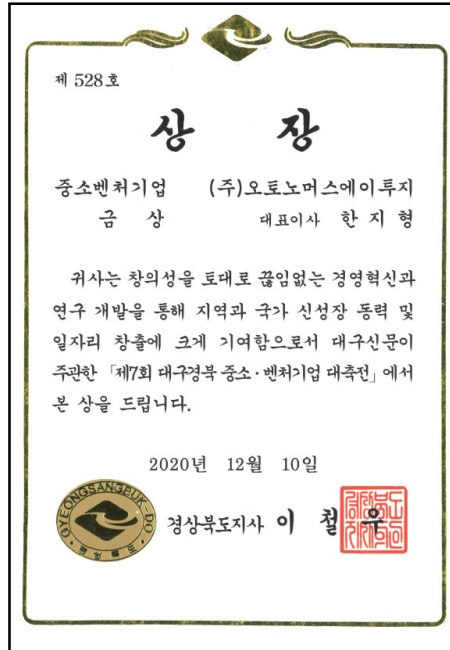 제 528호
상 장
중소벤처기업 (주)오토노머스에이투지
금 상 대표이사 한 지 형
귀사는 창의성을 토대로 끊임없는 경영혁신과
연구 개발을 통해 지역과 국가 신성장 동력 및
일자리 창출에 크게 기여함으로서 대구신문이
주관한 「제7회 대구경북 중소·벤처기업 대축전」에서
본 상을 드립니다.
2020년 12월 10일
GYEONGSANGBUK-DO
경상북도
경상북도지사 이 철 우